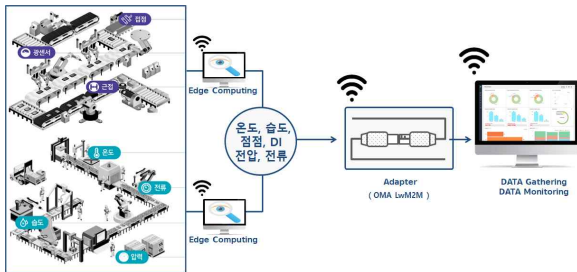 접점
광센서
근접
온도
전류
습도
압력
Edge Computing
Edge Computing
온도, 습도,
접점, DI
전압, 전류
Adapter
( OMA LwM2M )
DATA Gathering
DATA Monitoring